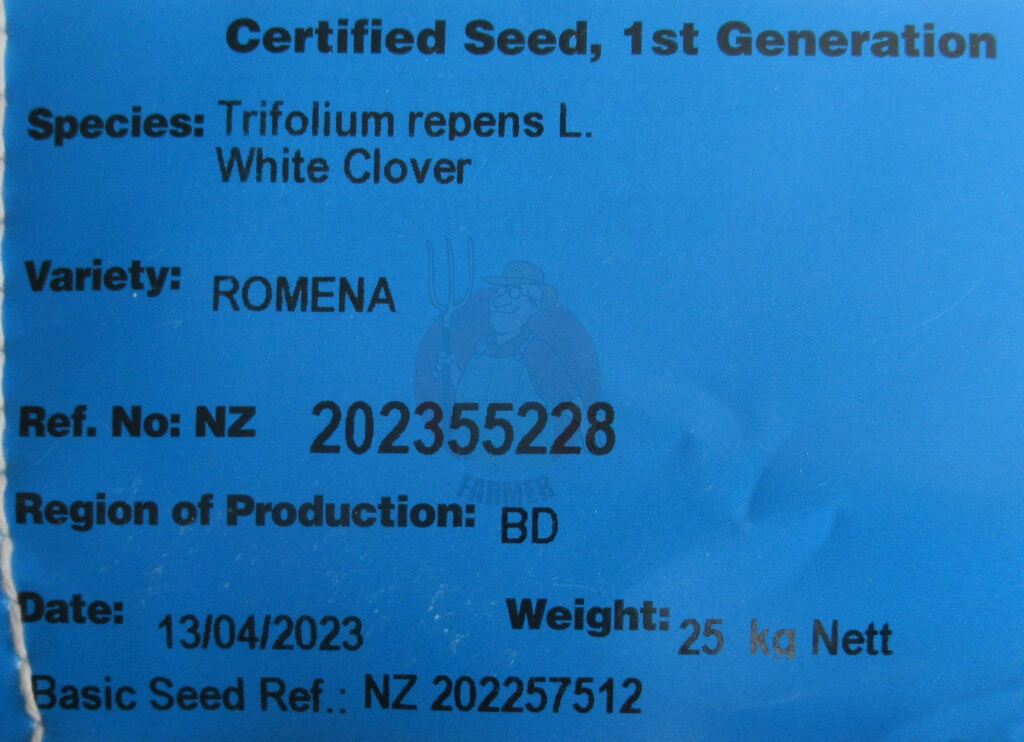 Certified Seed, 1st Generation
Species: Trifolium repens L.
White Clover
Variety: ROMENA
Ref. No: NZ 202355228
FARMER
Region of Production: BD
Date: 13/04/2023 Weight: 25 kg Nett
Basic Seed Ref.: NZ 202257512